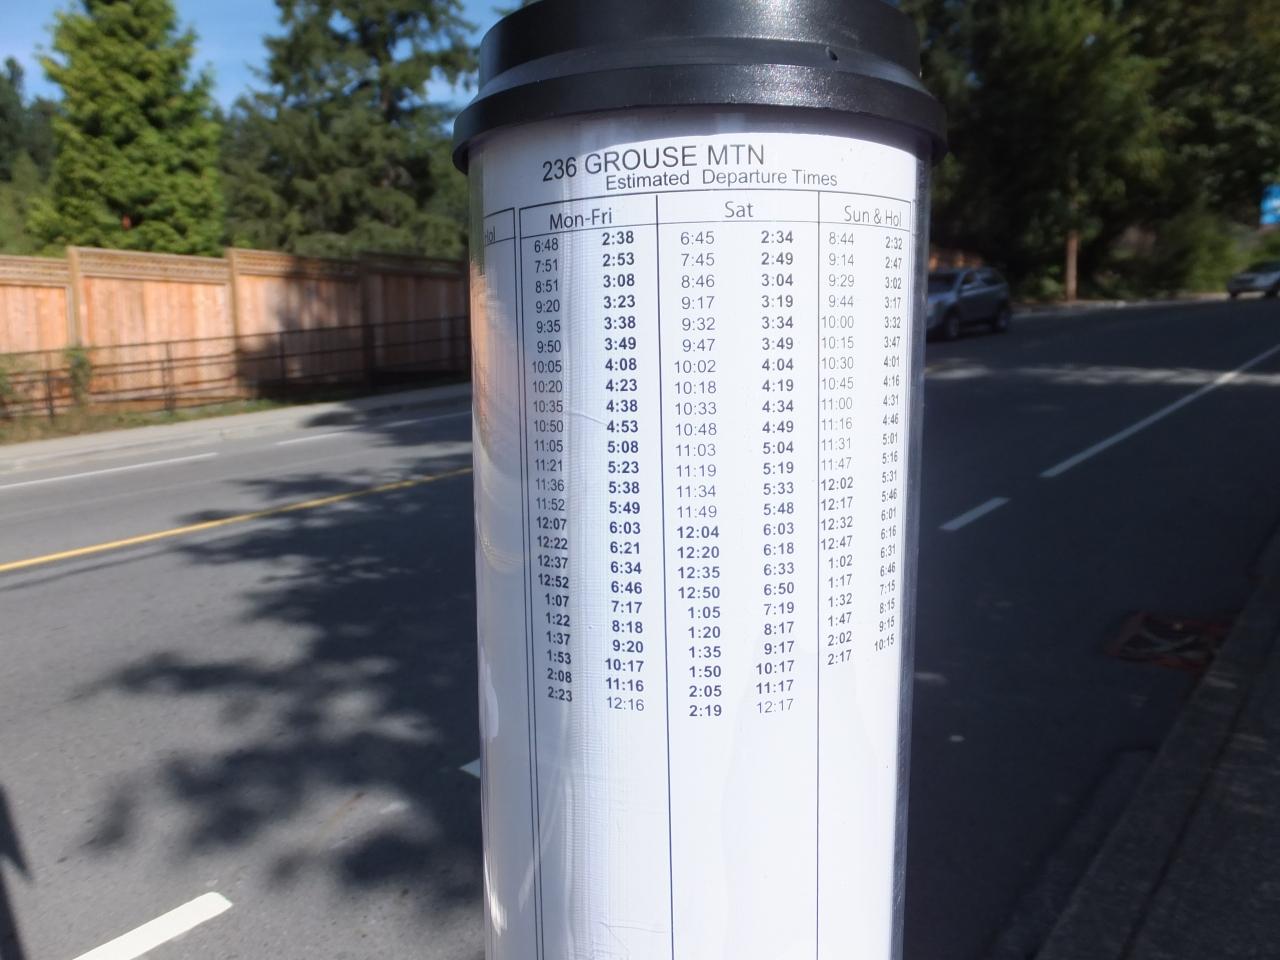 236 GROUSE MTN
Estimated Departure Times
Mon-Fri Sat Sun & Hol
6:48 2:38 6:45 2:34 8:44 2:32
7:51 2:53 7:45 2:49 9:14 2:47
8:51 3:08 8:46 3:04 9:29 3:02
9:20 3:23 9:17 3:19 9:44 3:17
9:35 3:38 9:32 3:34 10:00 3:32
9:50 3:49 9:47 3:49 10:15 3:47
10:05 4:08 10:02 4:04 10:30 4:01
10:20 4:23 10:18 4:19 10:45 4:16
10:35 4:38 10:33 4:34 11:00 4:31
10:50 4:53 10:48 4:49 11:16 4:46
11:05 5:08 11:03 5:04 11:31 5:01
11:21 5:23 11:19 5:19 11:47 5:16
11:36 5:38 11:34 5:33 12:02 5:31
11:52 5:49 11:49 5:48 12:17 5:46
12:07 6:03 12:04 6:03 12:32 6:01
12:22 6:21 12:20 6:18 12:47 6:16
12:37 6:34 12:35 6:33 1:02 6:31
12:52 6:46 12:50 6:50 1:17 6:46
1:07 7:17 1:05 7:19 1:32 7:15
1:22 8:18 1:20 8:17 1:47 8:15
1:37 9:20 1:35 9:17 2:02 9:15
1:53 10:17 1:50 10:17 2:17 10:15
2:08 11:16 2:05 11:17
2:23 12:16 2:19 12:17